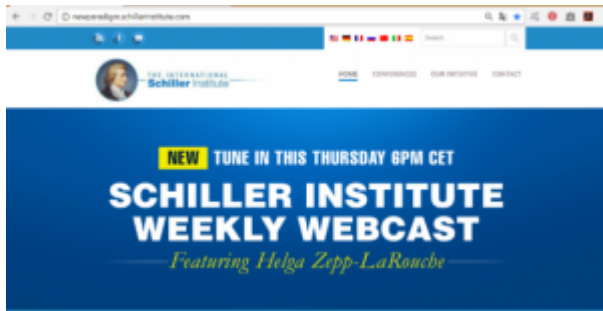 newparadigm.schillerinstitute.com
Search
THE INTERNATIONAL
Schiller Institute
HOME CONFERENCES OUR INITIATIVE CONTACT
NEW TUNE IN THIS THURSDAY 6PM CET
SCHILLER INSTITUTE
WEEKLY WEBCAST
Featuring Helga Zepp-LaRouche